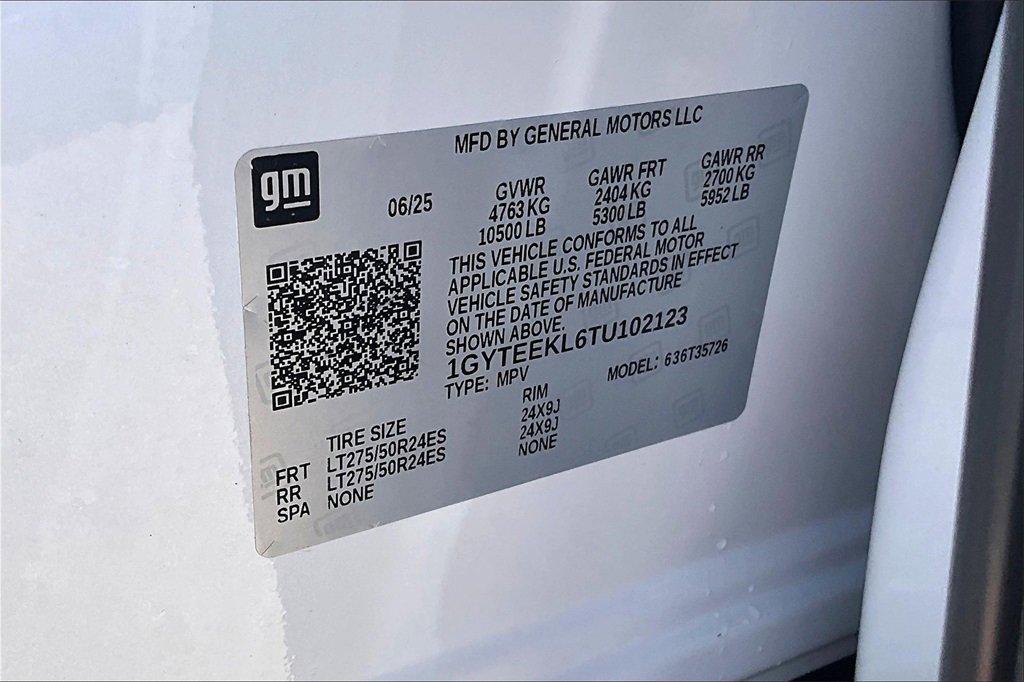 MFD BY GENERAL MOTORS LLC
gm
06/25
GVWR
4763 KG
10500 LB
GAWR FRT
2404 KG
5300 LB
GAWR RR
2700 KG
5952 LB
THIS VEHICLE CONFORMS TO ALL
APPLICABLE U.S. FEDERAL MOTOR
VEHICLE SAFETY STANDARDS IN EFFECT
ON THE DATE OF MANUFACTURE
SHOWN ABOVE.
1GYTEEKL6TU102123
TYPE: MPV MODEL: 636T35726
TIRE SIZE RIM
FRT LT275/50R24ES 24X9J
RR LT275/50R24ES 24X9J
SPA NONE NONE